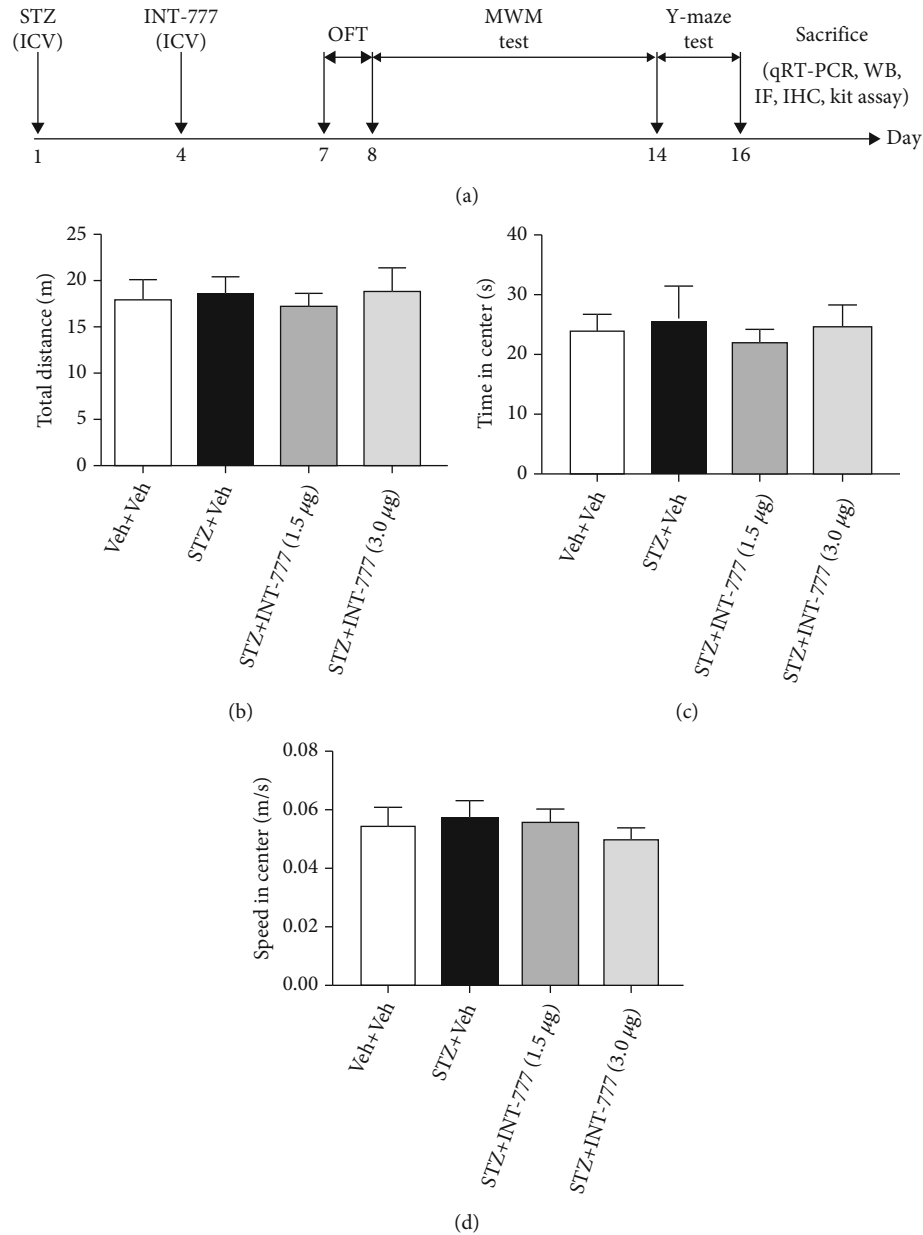 STZ
(ICV)
INT-777
(ICV)
OFT
MWM
test
Y-maze
test
Sacrifice
(qRT-PCR, WB,
IF, IHC, kit assay)
Day
1
4
7
8
14
16
(a)
25
20
15
10
5
0
Total distance (m)
Veh+Veh
STZ+Veh
STZ+INT-777 (1.5 μg)
STZ+INT-777 (3.0 μg)
(b)
40
30
20
10
0
Time in center (s)
Veh+Veh
STZ+Veh
STZ+INT-777 (1.5 μg)
STZ+INT-777 (3.0 μg)
(c)
0.08
0.06
0.04
0.02
0.00
Speed in center (m/s)
Veh+Veh
STZ+Veh
STZ+INT-777 (1.5 μg)
STZ+INT-777 (3.0 μg)
(d)